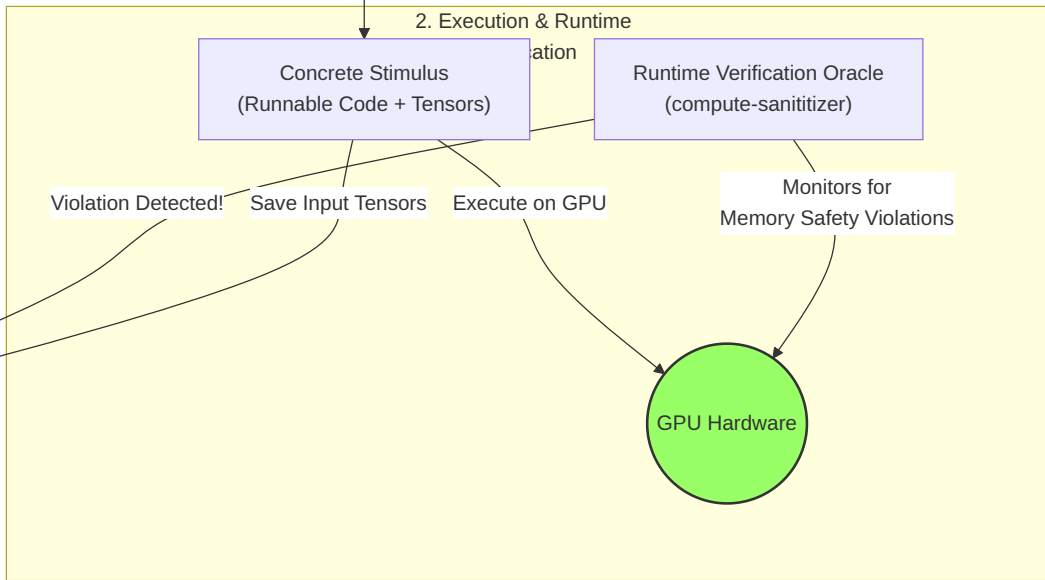 2. Execution & Runtime
Concrete Stimulus
(Runnable Code + Tensors)
Runtime Verification Oracle
(compute-sanititizer)
Violation Detected!
Save Input Tensors
Execute on GPU
Monitors for
Memory Safety Violations
GPU Hardware